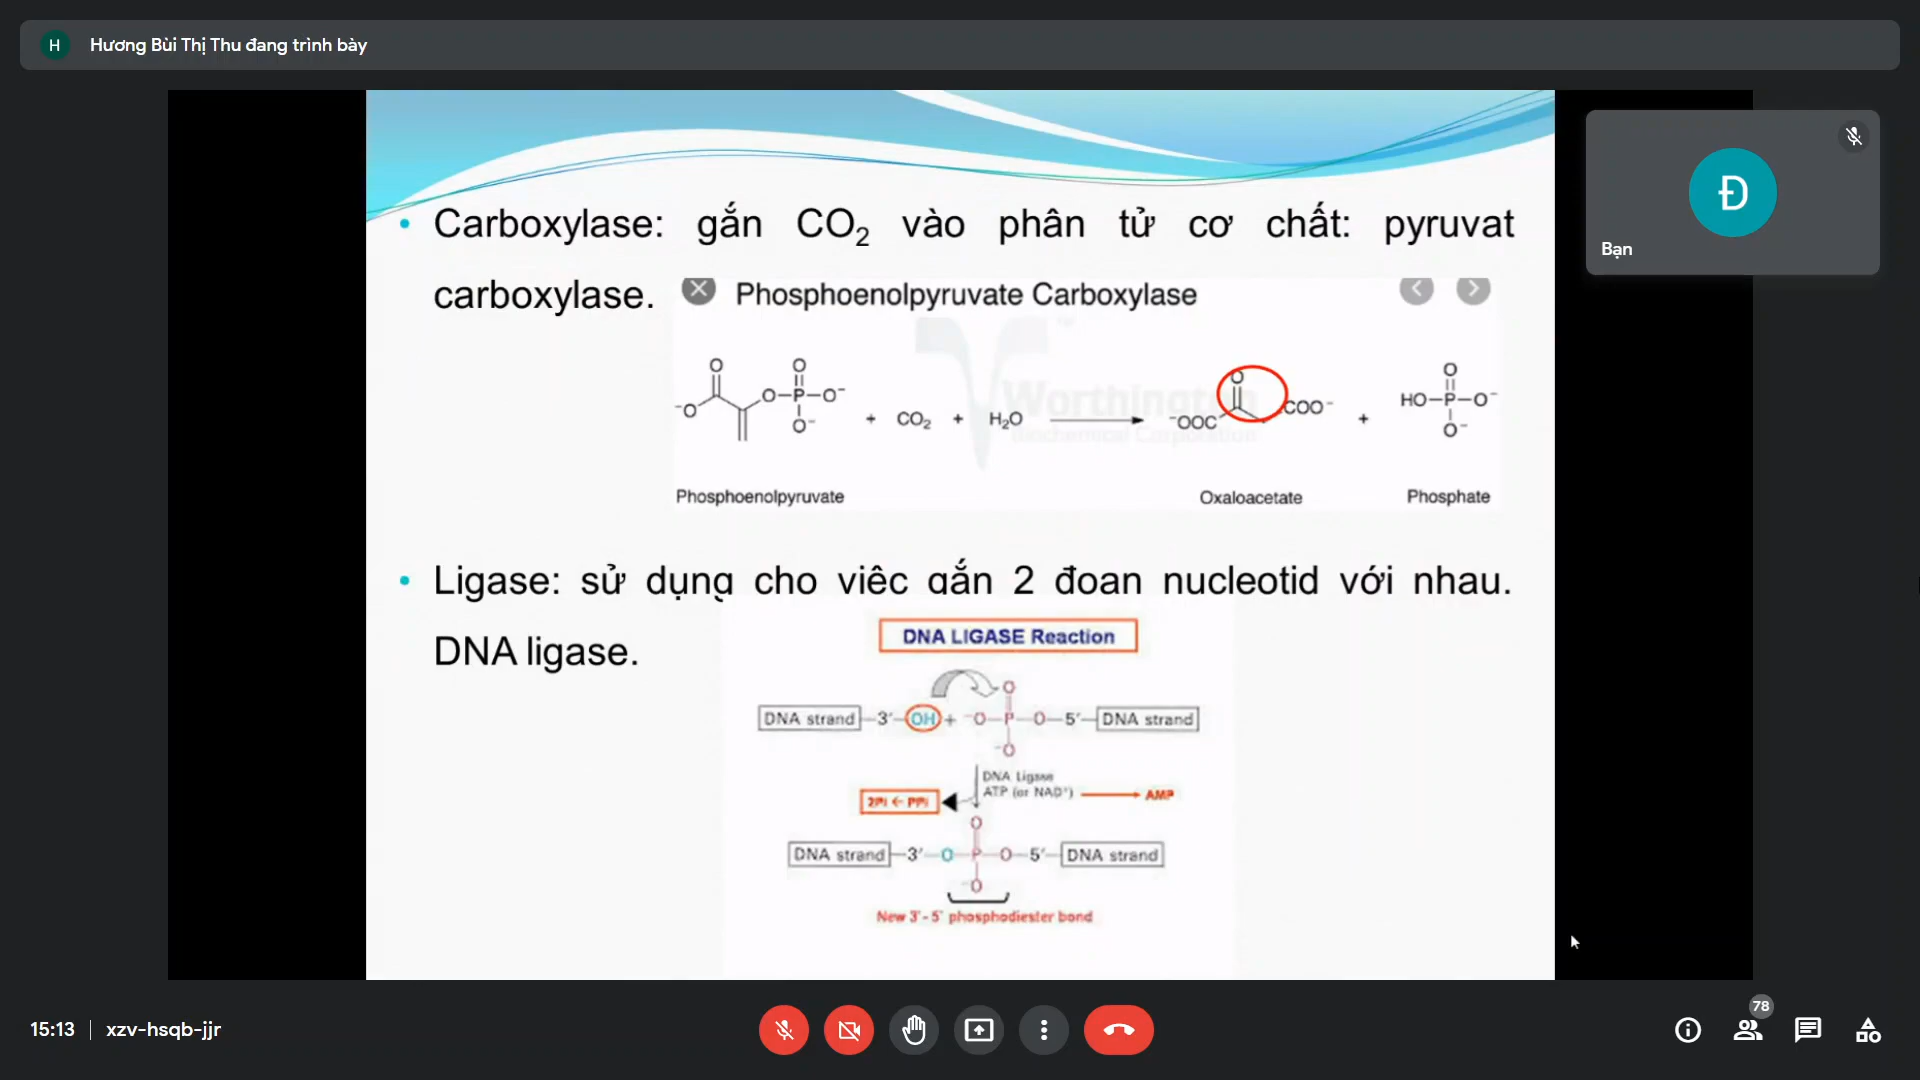 H Hương Bùi Thị Thu đang trình bày
Đ
Bạn
• Carboxylase: gắn CO₂ vào phân tử cơ chất: pyruvat
carboxylase.
Phosphoenolpyruvate Carboxylase
Worthington
Biochemical Corporation
O O O
⁻O O—P—O⁻ + CO₂ + H₂O ⁻OOC COO⁻ + HO—P—O⁻
O⁻ O⁻
Phosphoenolpyruvate Oxaloacetate Phosphate
• Ligase: sử dụng cho việc gắn 2 đoạn nucleotid với nhau.
DNA ligase.
DNA LIGASE Reaction
O
DNA strand —3′—OH + ⁻O—P—O—5′— DNA strand
⁻O
DNA Ligase
ATP (or NAD⁺) AMP
2Pi ← PPi
O
DNA strand —3′—O—P—O—5′— DNA strand
⁻O
New 3'-5' phosphodiester bond
15:13 | xzv-hsqb-jjr
78